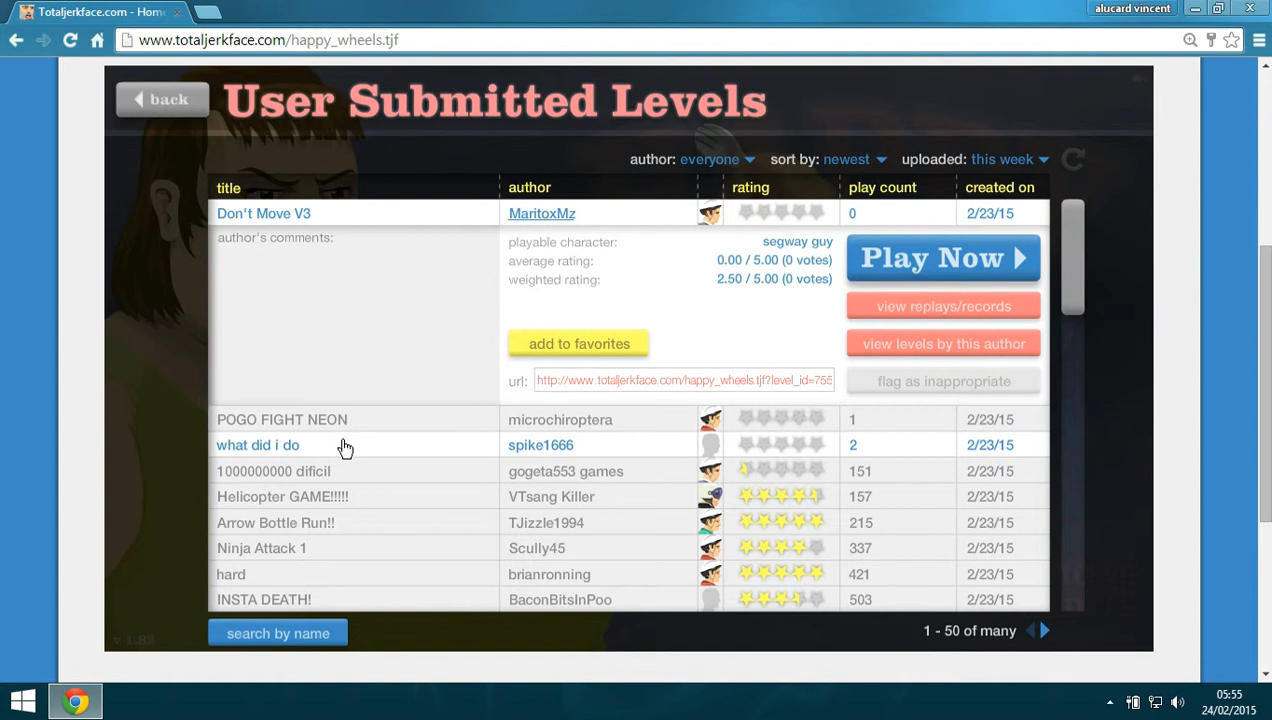 Totaljerkface.com - Hom
alucard vincent
www.totaljerkface.com/happy_wheels.tjf
back
User Submitted Levels
author: everyone sort by: newest uploaded: this week
title author rating play count created on
Don't Move V3 MaritoxMz 0 2/23/15
author's comments:
playable character: segway guy
average rating: 0.00 / 5.00 (0 votes)
weighted rating: 2.50 / 5.00 (0 votes)
Play Now
view replays/records
add to favorites
view levels by this author
url: http://www.totaljerkface.com/happy_wheels.tjf?level_id=755
flag as inappropriate
POGO FIGHT NEON microchiroptera 1 2/23/15
what did i do spike1666 2 2/23/15
1000000000 dificil gogeta553 games 151 2/23/15
Helicopter GAME!!!!! VTsang Killer 157 2/23/15
Arrow Bottle Run!! TJizzle1994 215 2/23/15
Ninja Attack 1 Scully45 337 2/23/15
hard brianronning 421 2/23/15
INSTA DEATH! BaconBitsInPoo 503 2/23/15
search by name
1 - 50 of many
05:55
24/02/2015